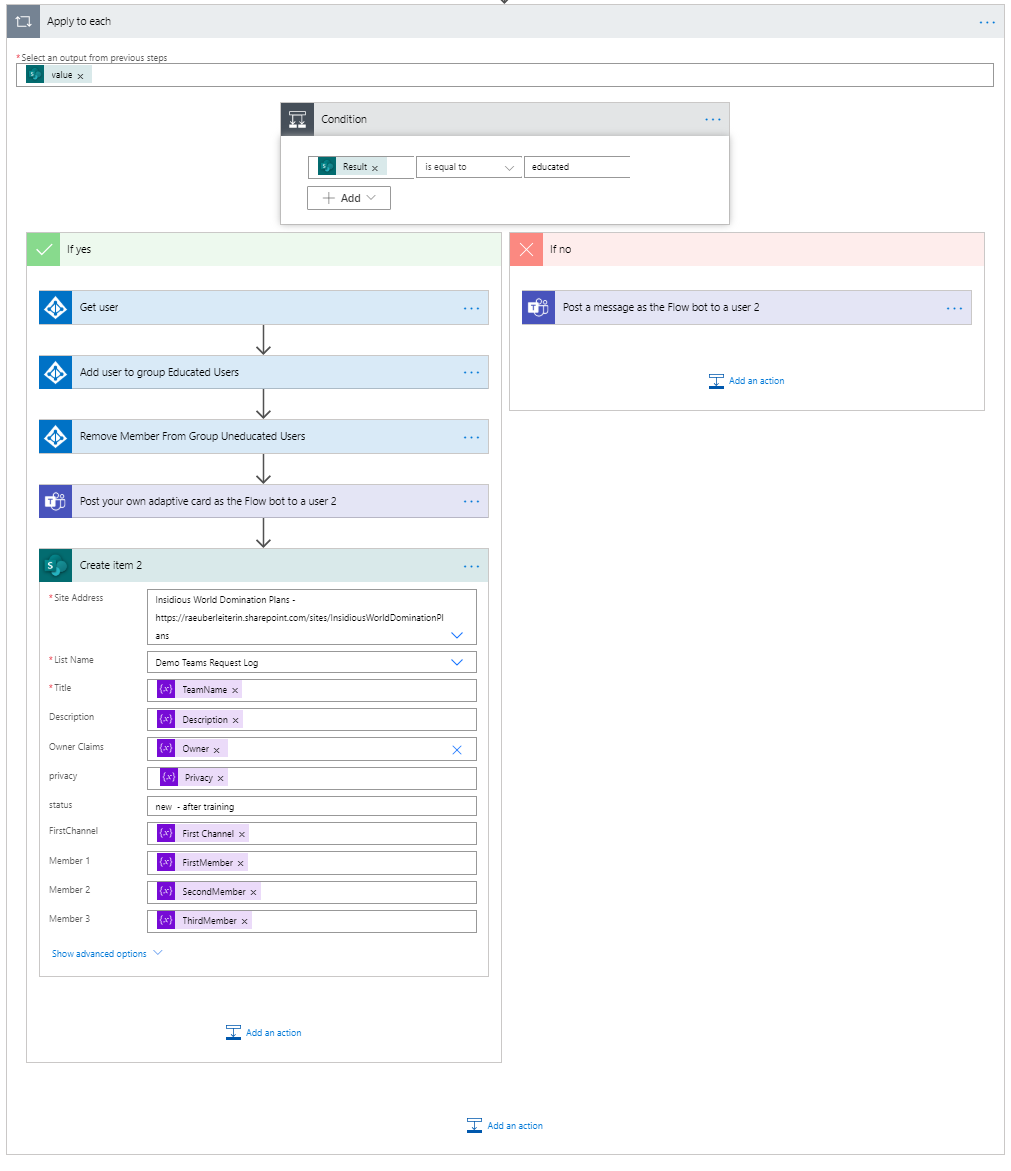 Apply to each
* Select an output from previous steps
value ×
Condition
Result ×
is equal to
educated
Add
If yes
If no
Get user
Post a message as the Flow bot to a user 2
Add user to group Educated Users
Add an action
Remove Member From Group Uneducated Users
Post your own adaptive card as the Flow bot to a user 2
Create item 2
* Site Address
Insidious World Domination Plans -
https://raeuberleiterin.sharepoint.com/sites/InsidiousWorldDominationPl
ans
* List Name
Demo Teams Request Log
* Title
{x} TeamName ×
Description
{x} Description ×
Owner Claims
{x} Owner ×
privacy
{x} Privacy ×
status
new  - after training
FirstChannel
{x} First Channel ×
Member 1
{x} FirstMember ×
Member 2
{x} SecondMember ×
Member 3
{x} ThirdMember ×
Show advanced options
Add an action
Add an action